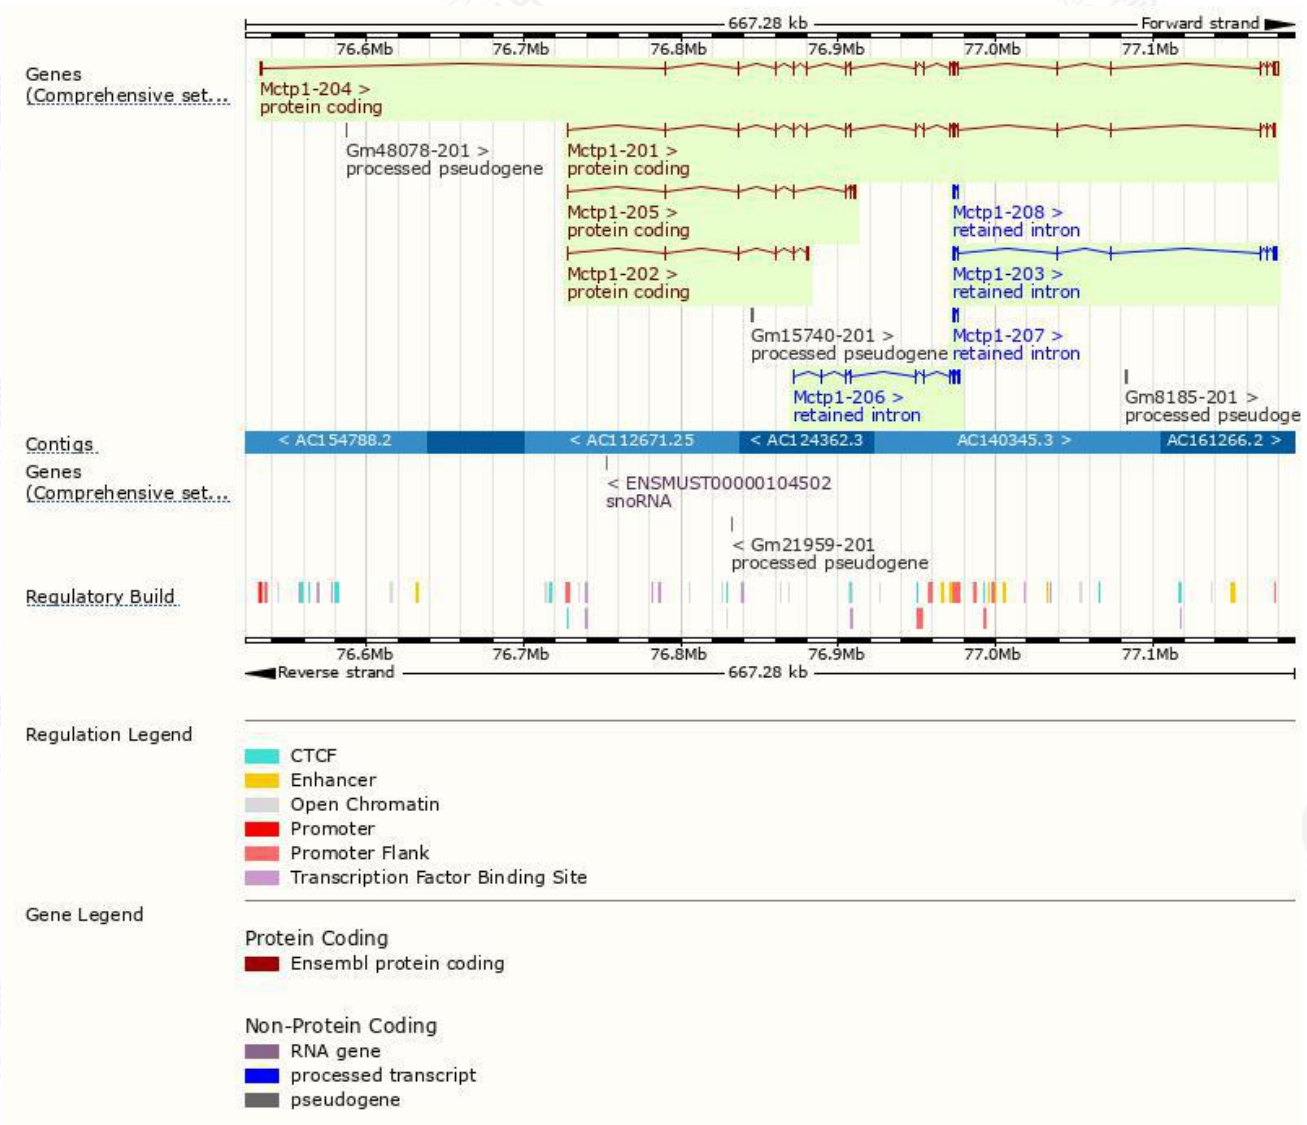 667.28 kb Forward strand
76.6Mb 76.7Mb 76.8Mb 76.9Mb 77.0Mb 77.1Mb
Genes
(Comprehensive set...
Mctp1-204 >
protein coding
Gm48078-201 >
processed pseudogene
Mctp1-201 >
protein coding
Mctp1-205 >
protein coding
Mctp1-208 >
retained intron
Mctp1-202 >
protein coding
Mctp1-203 >
retained intron
Gm15740-201 >
processed pseudogene
Mctp1-207 >
retained intron
Mctp1-206 >
retained intron
Gm8185-201 >
processed pseudoge
Contigs
< AC154788.2 < AC112671.25 < AC124362.3 AC140345.3 > AC161266.2 >
Genes
(Comprehensive set...
< ENSMUST00000104502
snoRNA
< Gm21959-201
processed pseudogene
Regulatory Build
76.6Mb 76.7Mb 76.8Mb 76.9Mb 77.0Mb 77.1Mb
Reverse strand 667.28 kb
Regulation Legend
CTCF
Enhancer
Open Chromatin
Promoter
Promoter Flank
Transcription Factor Binding Site
Gene Legend
Protein Coding
Ensembl protein coding
Non-Protein Coding
RNA gene
processed transcript
pseudogene